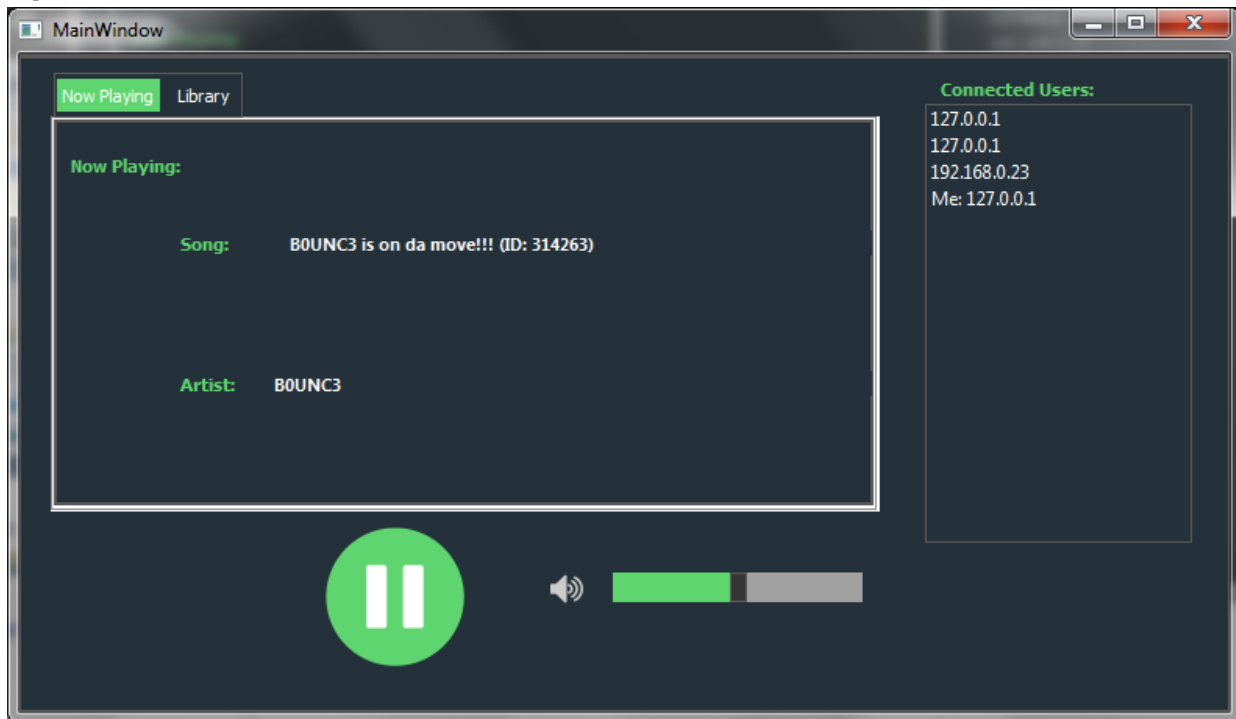 MainWindow
Now Playing Library
Connected Users:
127.0.0.1
127.0.0.1
192.168.0.23
Me: 127.0.0.1
Now Playing:
Song: B0UNC3 is on da move!!! (ID: 314263)
Artist: B0UNC3